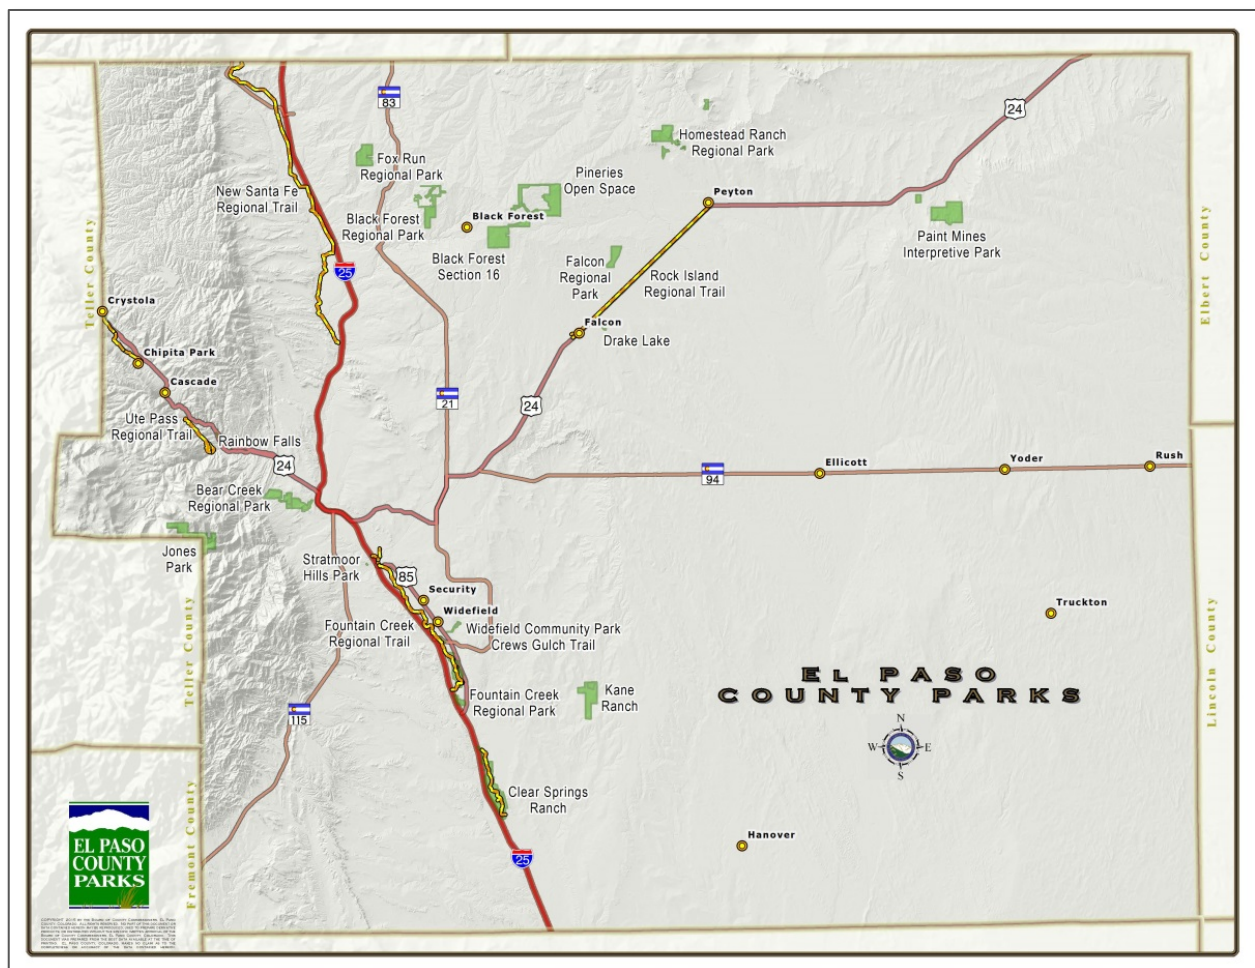 83
24
Homestead Ranch
Regional Park
Fox Run
Regional Park
Pineries
Open Space
New Santa Fe
Regional Trail
Peyton
Black Forest
Regional Park
Black Forest
Black Forest
Section 16
Paint Mines
Interpretive Park
Falcon
Regional
Park
Rock Island
Regional Trail
25
Teller County
Elbert County
Crystola
Falcon
Drake Lake
Chipita Park
Cascade
21
24
Ute Pass
Regional Trail
Rainbow Falls
24
94
Ellicott
Yoder
Rush
Bear Creek
Regional Park
Jones
Park
Stratmoor
Hills Park
85
Security
Widefield
Fountain Creek
Regional Trail
Widefield Community Park
Crews Gulch Trail
Truckton
Teller County
Lincoln County
EL PASO
COUNTY PARKS
Kane
Ranch
Fountain Creek
Regional Park
115
N
W
E
S
Clear Springs
Ranch
Hanover
25
Fremont County
EL PASO
COUNTY
PARKS